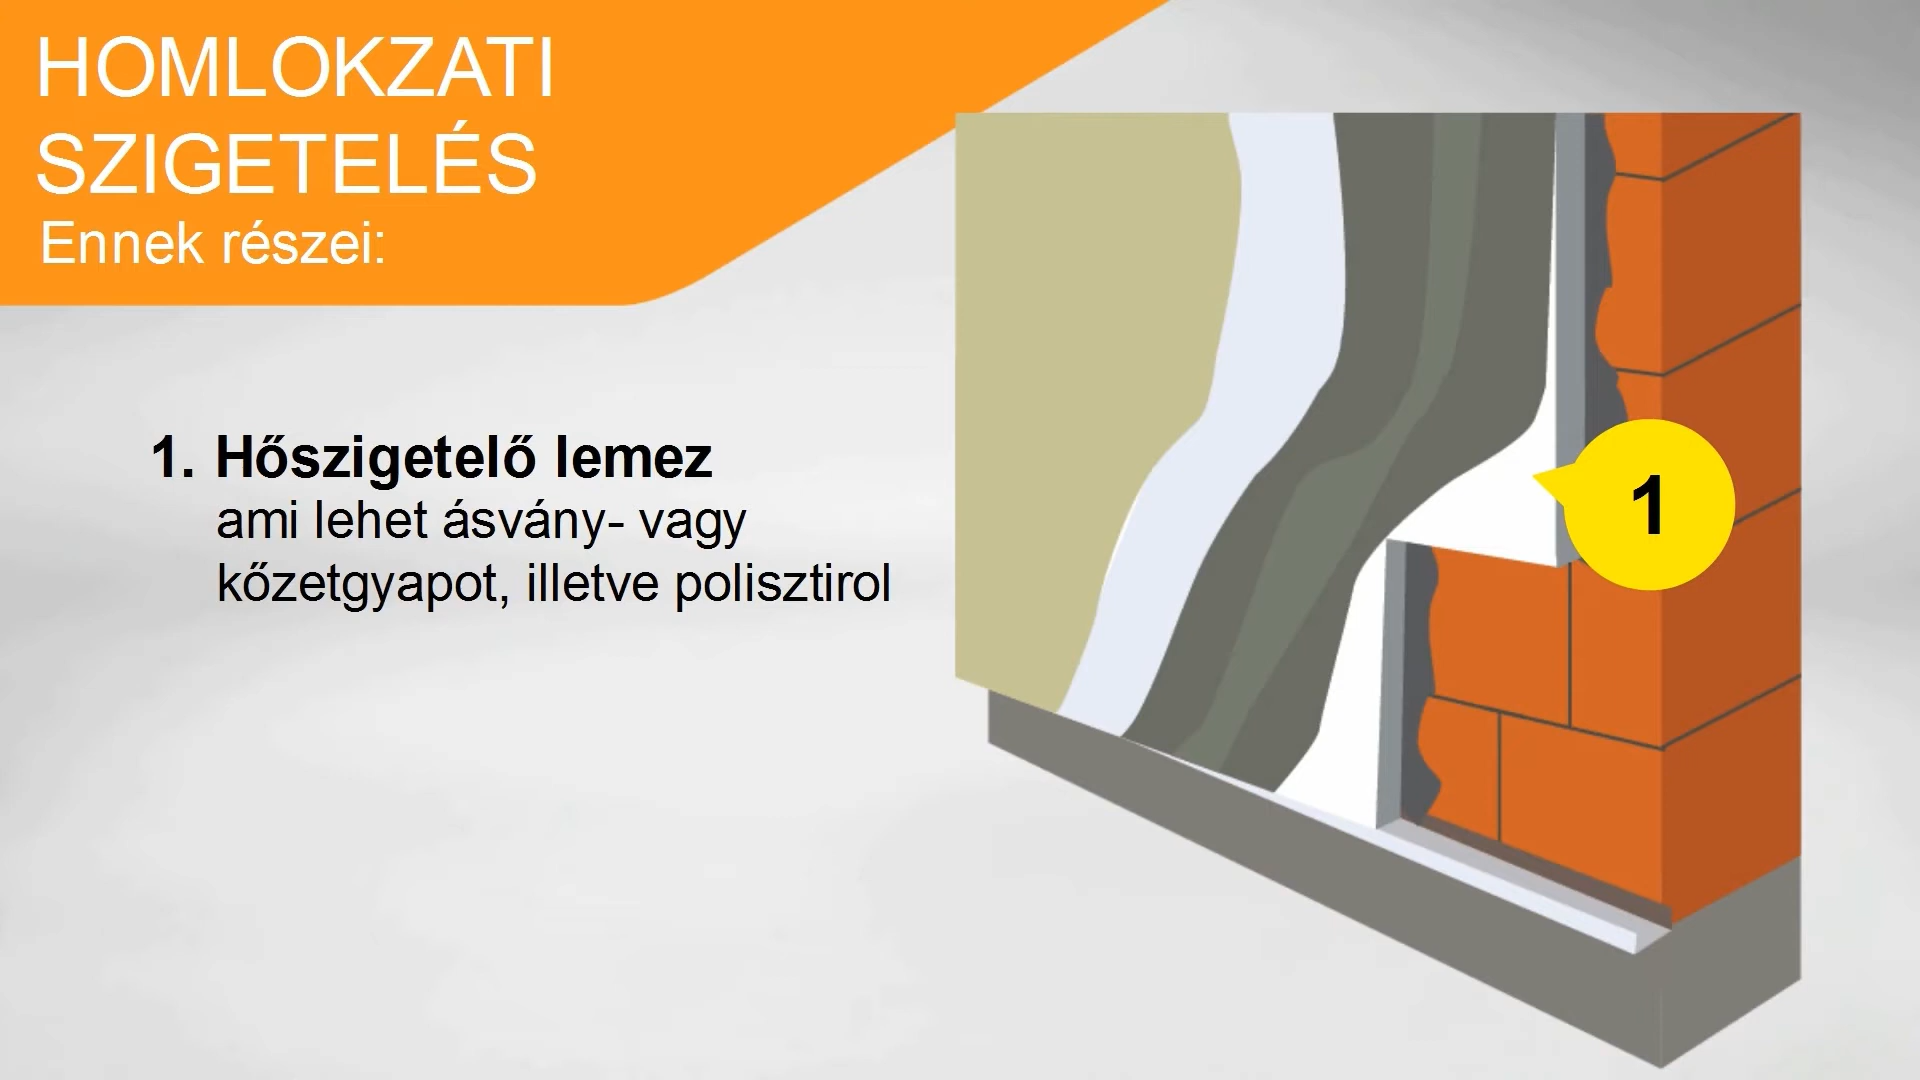 HOMLOKZATI
SZIGETELÉS
Ennek részei:
1. Hőszigetelő lemez
ami lehet ásvány- vagy
kőzetgyapot, illetve polisztirol
1